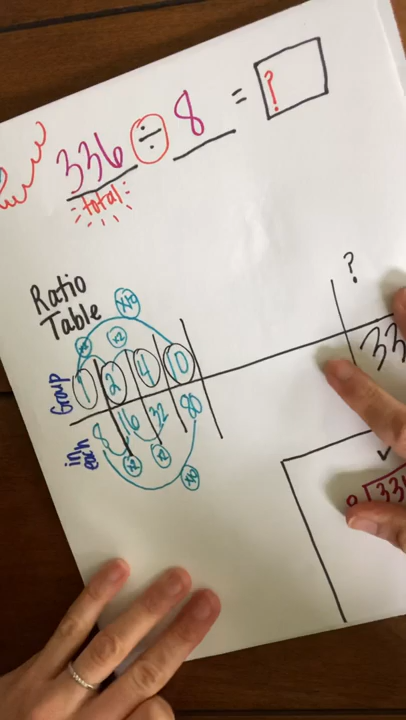 336 ÷ 8 = ?
total
Ratio
Table
x10
x2
Group 1 2 4 10
in each 8 16 32 80
x2 x2
x10
?
33
8 336